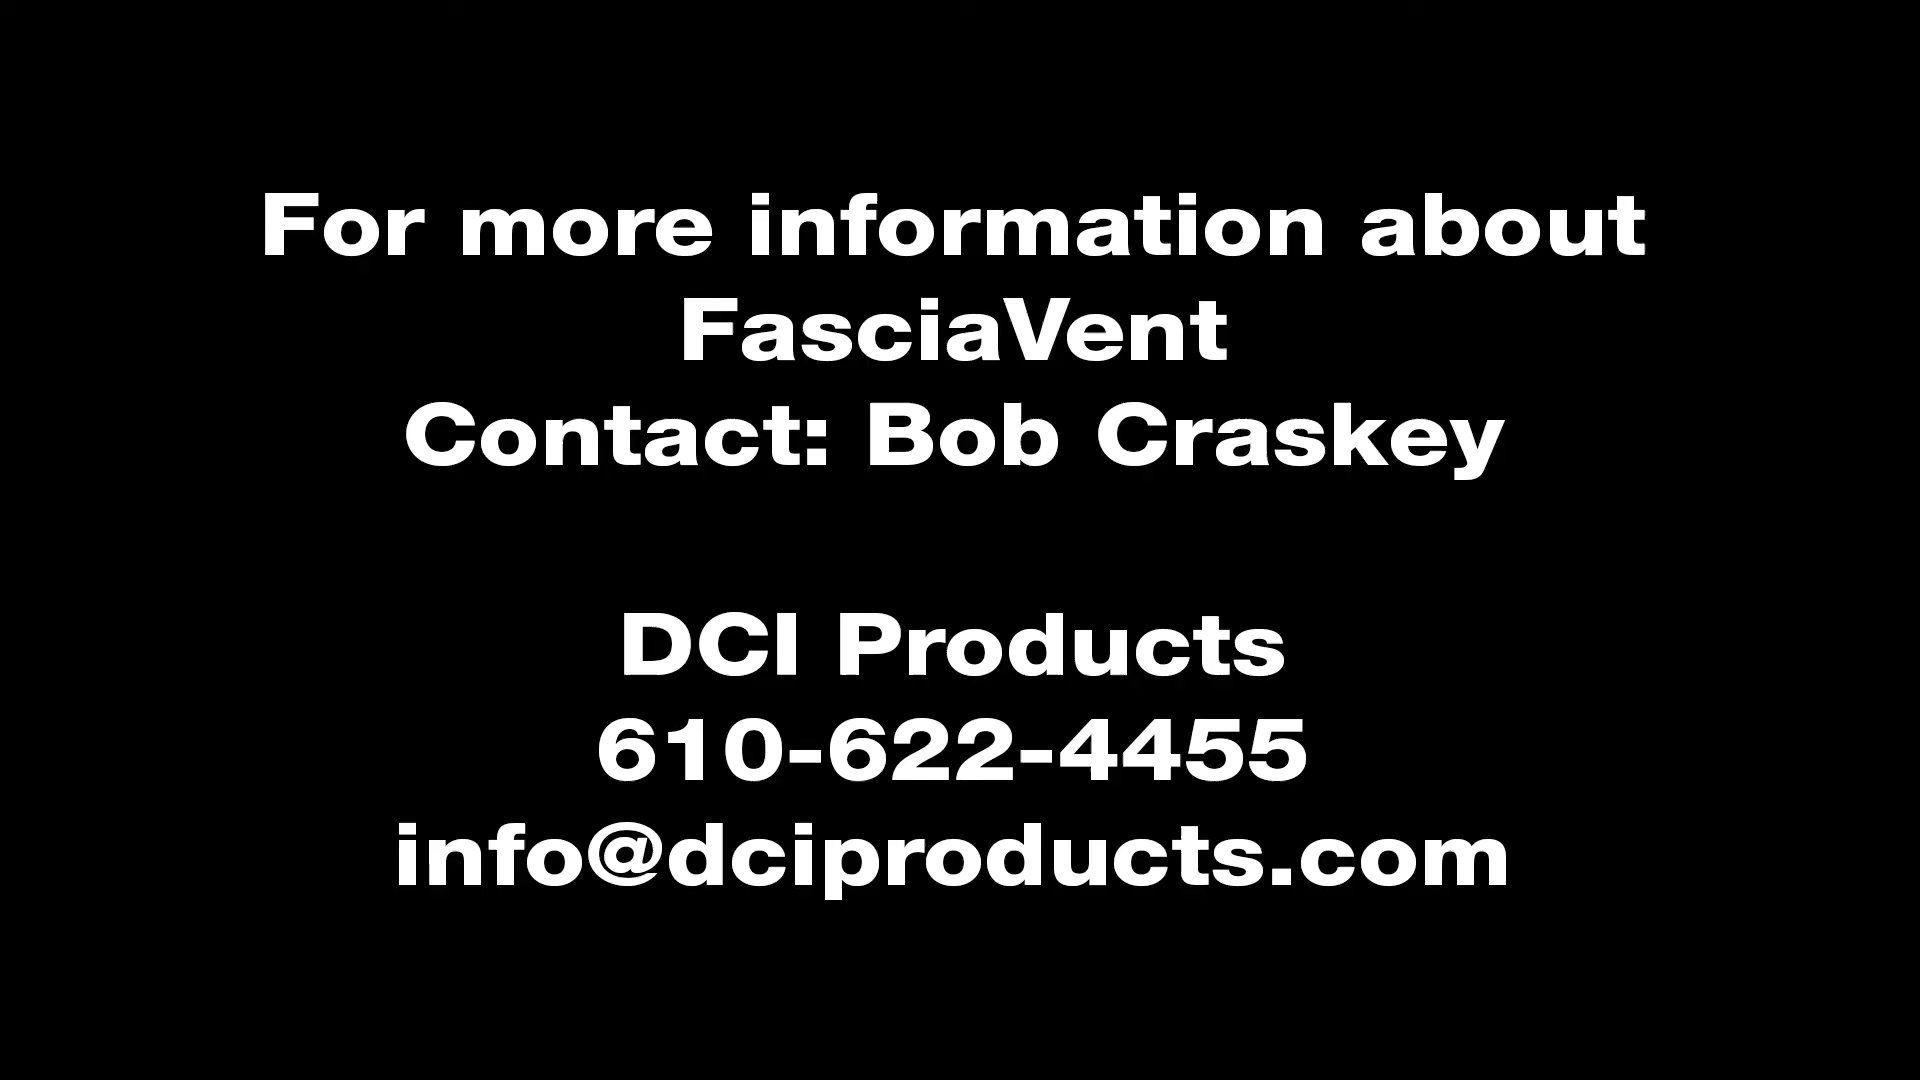 For more information about
FasciaVent
Contact: Bob Craskey
DCI Products
610-622-4455
info@dciproducts.com